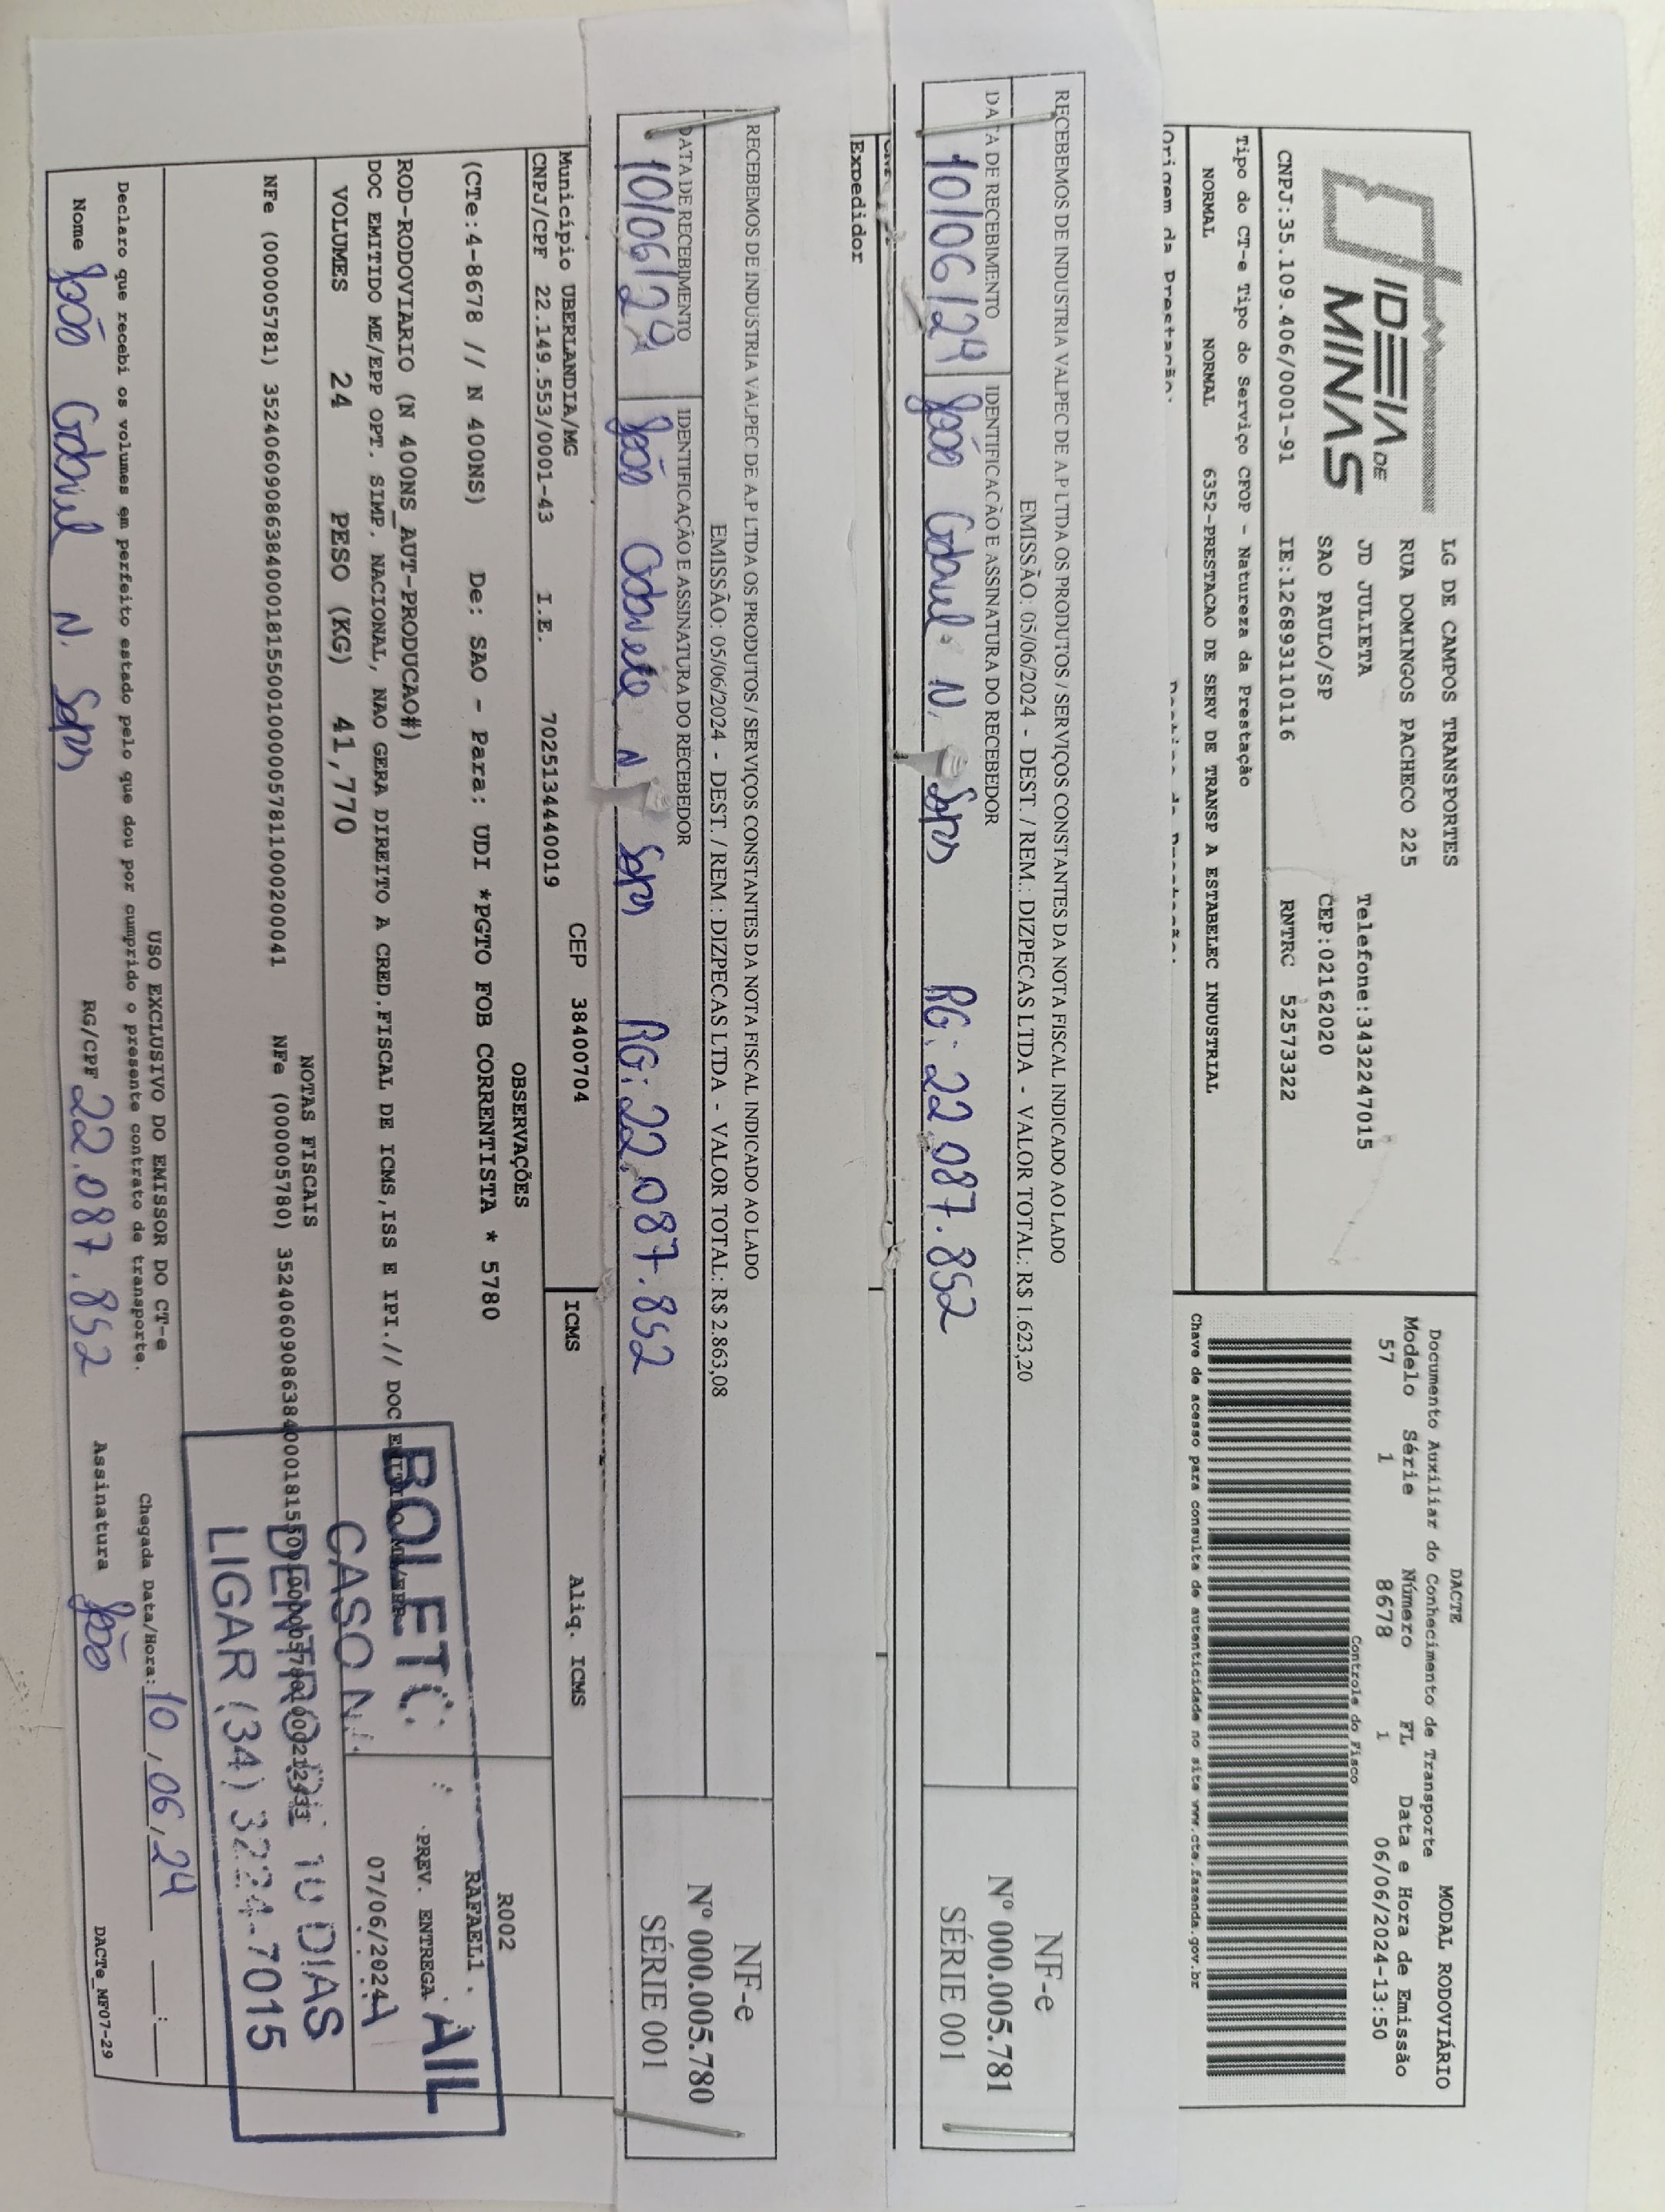 IDEIA DE
MINAS
LG DE CAMPOS TRANSPORTES
RUA DOMINGOS PACHECO 225
JD JULIETA
Telefone:3432247015
SAO PAULO/SP
CEP:02162020
CNPJ:35.109.406/0001-91 IE:126893110116 RNTRC 52573322
DACTE
MODAL RODOVIÁRIO
Documento Auxiliar do Conhecimento de Transporte
Modelo Série Número FL Data e Hora de Emissão
57 1 8678 1 06/06/2024-13:50
Controle do Fisco
Tipo do CT-e Tipo do Serviço CFOP - Natureza da Prestação
NORMAL NORMAL 6352-PRESTACAO DE SERV DE TRANSP A ESTABELEC INDUSTRIAL
Chave de acesso para consulta de autenticidade no site www.cte.fazenda.gov.br
Origem da Prestação:
RECEBEMOS DE INDUSTRIA VALPEC DE A.P LTDA OS PRODUTOS / SERVIÇOS CONSTANTES DA NOTA FISCAL INDICADO AO LADO
EMISSÃO: 05/06/2024 - DEST. / REM.: DIZPECAS LTDA - VALOR TOTAL: R$ 1.623,20
DATA DE RECEBIMENTO
IDENTIFICAÇÃO E ASSINATURA DO RECEBEDOR
10/06/24 João Gabriel N. RG: 22.087.852
NF-e
Nº 000.005.781
SÉRIE 001
Expedidor
RECEBEMOS DE INDUSTRIA VALPEC DE A.P LTDA OS PRODUTOS / SERVIÇOS CONSTANTES DA NOTA FISCAL INDICADO AO LADO
EMISSÃO: 05/06/2024 - DEST. / REM.: DIZPECAS LTDA - VALOR TOTAL: R$ 2.863,08
DATA DE RECEBIMENTO
IDENTIFICAÇÃO E ASSINATURA DO RECEBEDOR
10/06/24 João N. RG: 22.087.852
NF-e
Nº 000.005.780
SÉRIE 001
Município UBERLANDIA/MG CEP 38400704 ICMS Aliq. ICMS
CNPJ/CPF 22.149.553/0001-43 I.E. 7025134440019
OBSERVAÇÕES
R002
(CTe:4-8678 // N 400NS) De: SAO - Para: UDI *PGTO FOB CORRENTISTA * 5780
RAFAEL1
ROD-RODOVIARIO (N 400NS_AUT-PRODUCAO#)
PREV. ENTREGA
DOC EMITIDO ME/EPP OPT. SIMP. NACIONAL, NAO GERA DIREITO A CRED.FISCAL DE ICMS,ISS E IPI.// DOC EMITIDO ME/EPP
07/06/2024
VOLUMES 24 PESO (KG) 41,770
NOTAS FISCAIS
NFe (000005781) 35240609086384000181550010000057811000200041 NFe (000005780) 35240609086384000181550010000057801000212433
BOLETO AIL
CASO
DENTRO DE 10 DIAS
LIGAR (34) 3224-7015
USO EXCLUSIVO DO EMISSOR DO CT-e
Declaro que recebi os volumes em perfeito estado pelo que dou por cumprido o presente contrato de transporte.
Chegada Data/Hora: 10/06/24
Nome João Gabriel N. RG/CPF 22.087.852 Assinatura João
DACTe_MF07-29